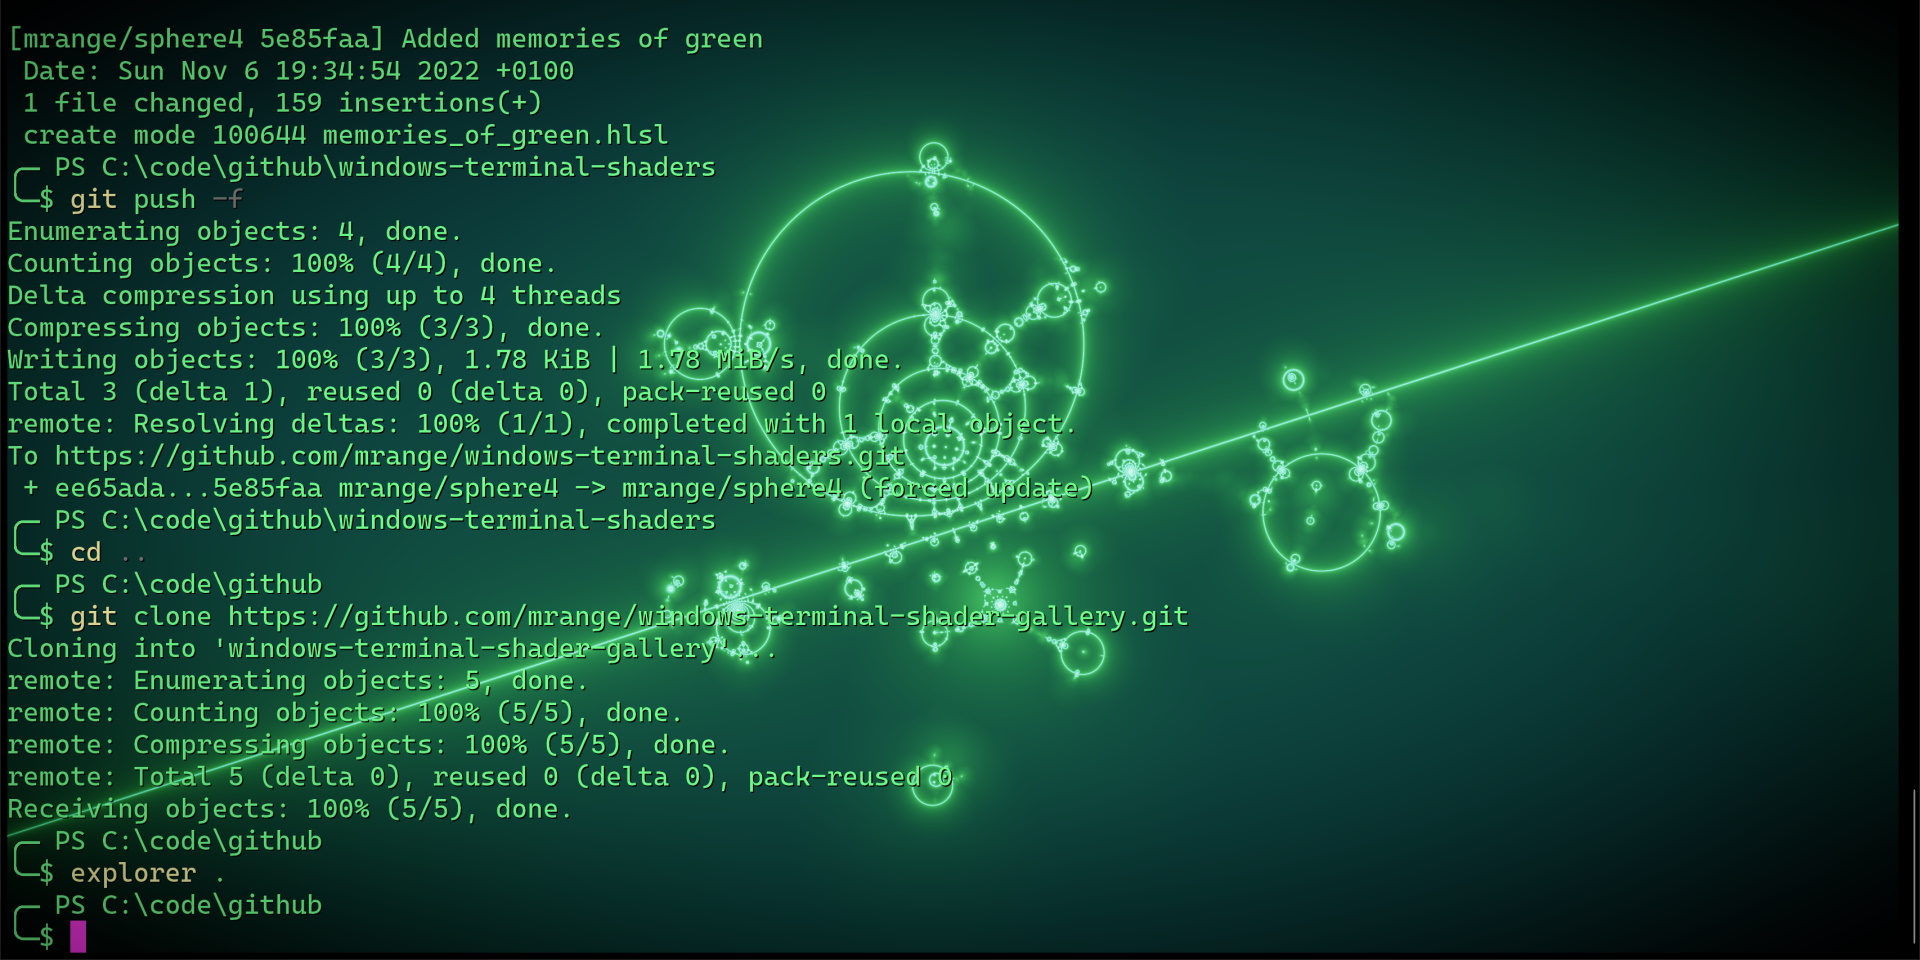 [mrange/sphere4 5e85faa] Added memories of green
Date: Sun Nov 6 19:34:54 2022 +0100
1 file changed, 159 insertions(+)
create mode 100644 memories_of_green.hlsl
PS C:\code\github\windows-terminal-shaders
$ git push -f
Enumerating objects: 4, done.
Counting objects: 100% (4/4), done.
Delta compression using up to 4 threads
Compressing objects: 100% (3/3), done.
Writing objects: 100% (3/3), 1.78 KiB | 1.78 MiB/s, done.
Total 3 (delta 1), reused 0 (delta 0), pack-reused 0
remote: Resolving deltas: 100% (1/1), completed with 1 local object.
To https://github.com/mrange/windows-terminal-shaders.git
+ ee65ada...5e85faa mrange/sphere4 -> mrange/sphere4 (forced update)
PS C:\code\github\windows-terminal-shaders
$ cd ..
PS C:\code\github
$ git clone https://github.com/mrange/windows-terminal-shader-gallery.git
Cloning into 'windows-terminal-shader-gallery'...
remote: Enumerating objects: 5, done.
remote: Counting objects: 100% (5/5), done.
remote: Compressing objects: 100% (5/5), done.
remote: Total 5 (delta 0), reused 0 (delta 0), pack-reused 0
Receiving objects: 100% (5/5), done.
PS C:\code\github
$ explorer .
PS C:\code\github
$